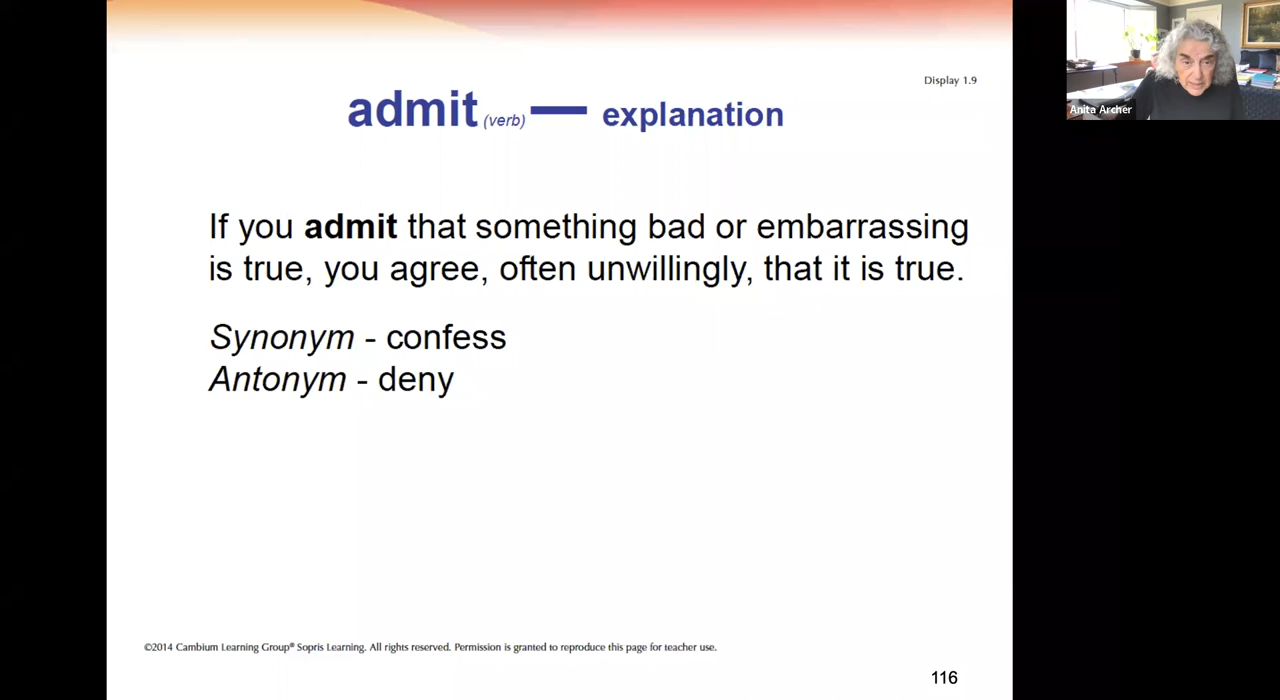 Display 1.9
admit (verb) — explanation
If you admit that something bad or embarrassing
is true, you agree, often unwillingly, that it is true.
Synonym - confess
Antonym - deny
©2014 Cambium Learning Group® Sopris Learning. All rights reserved. Permission is granted to reproduce this page for teacher use.
116
Anita Archer